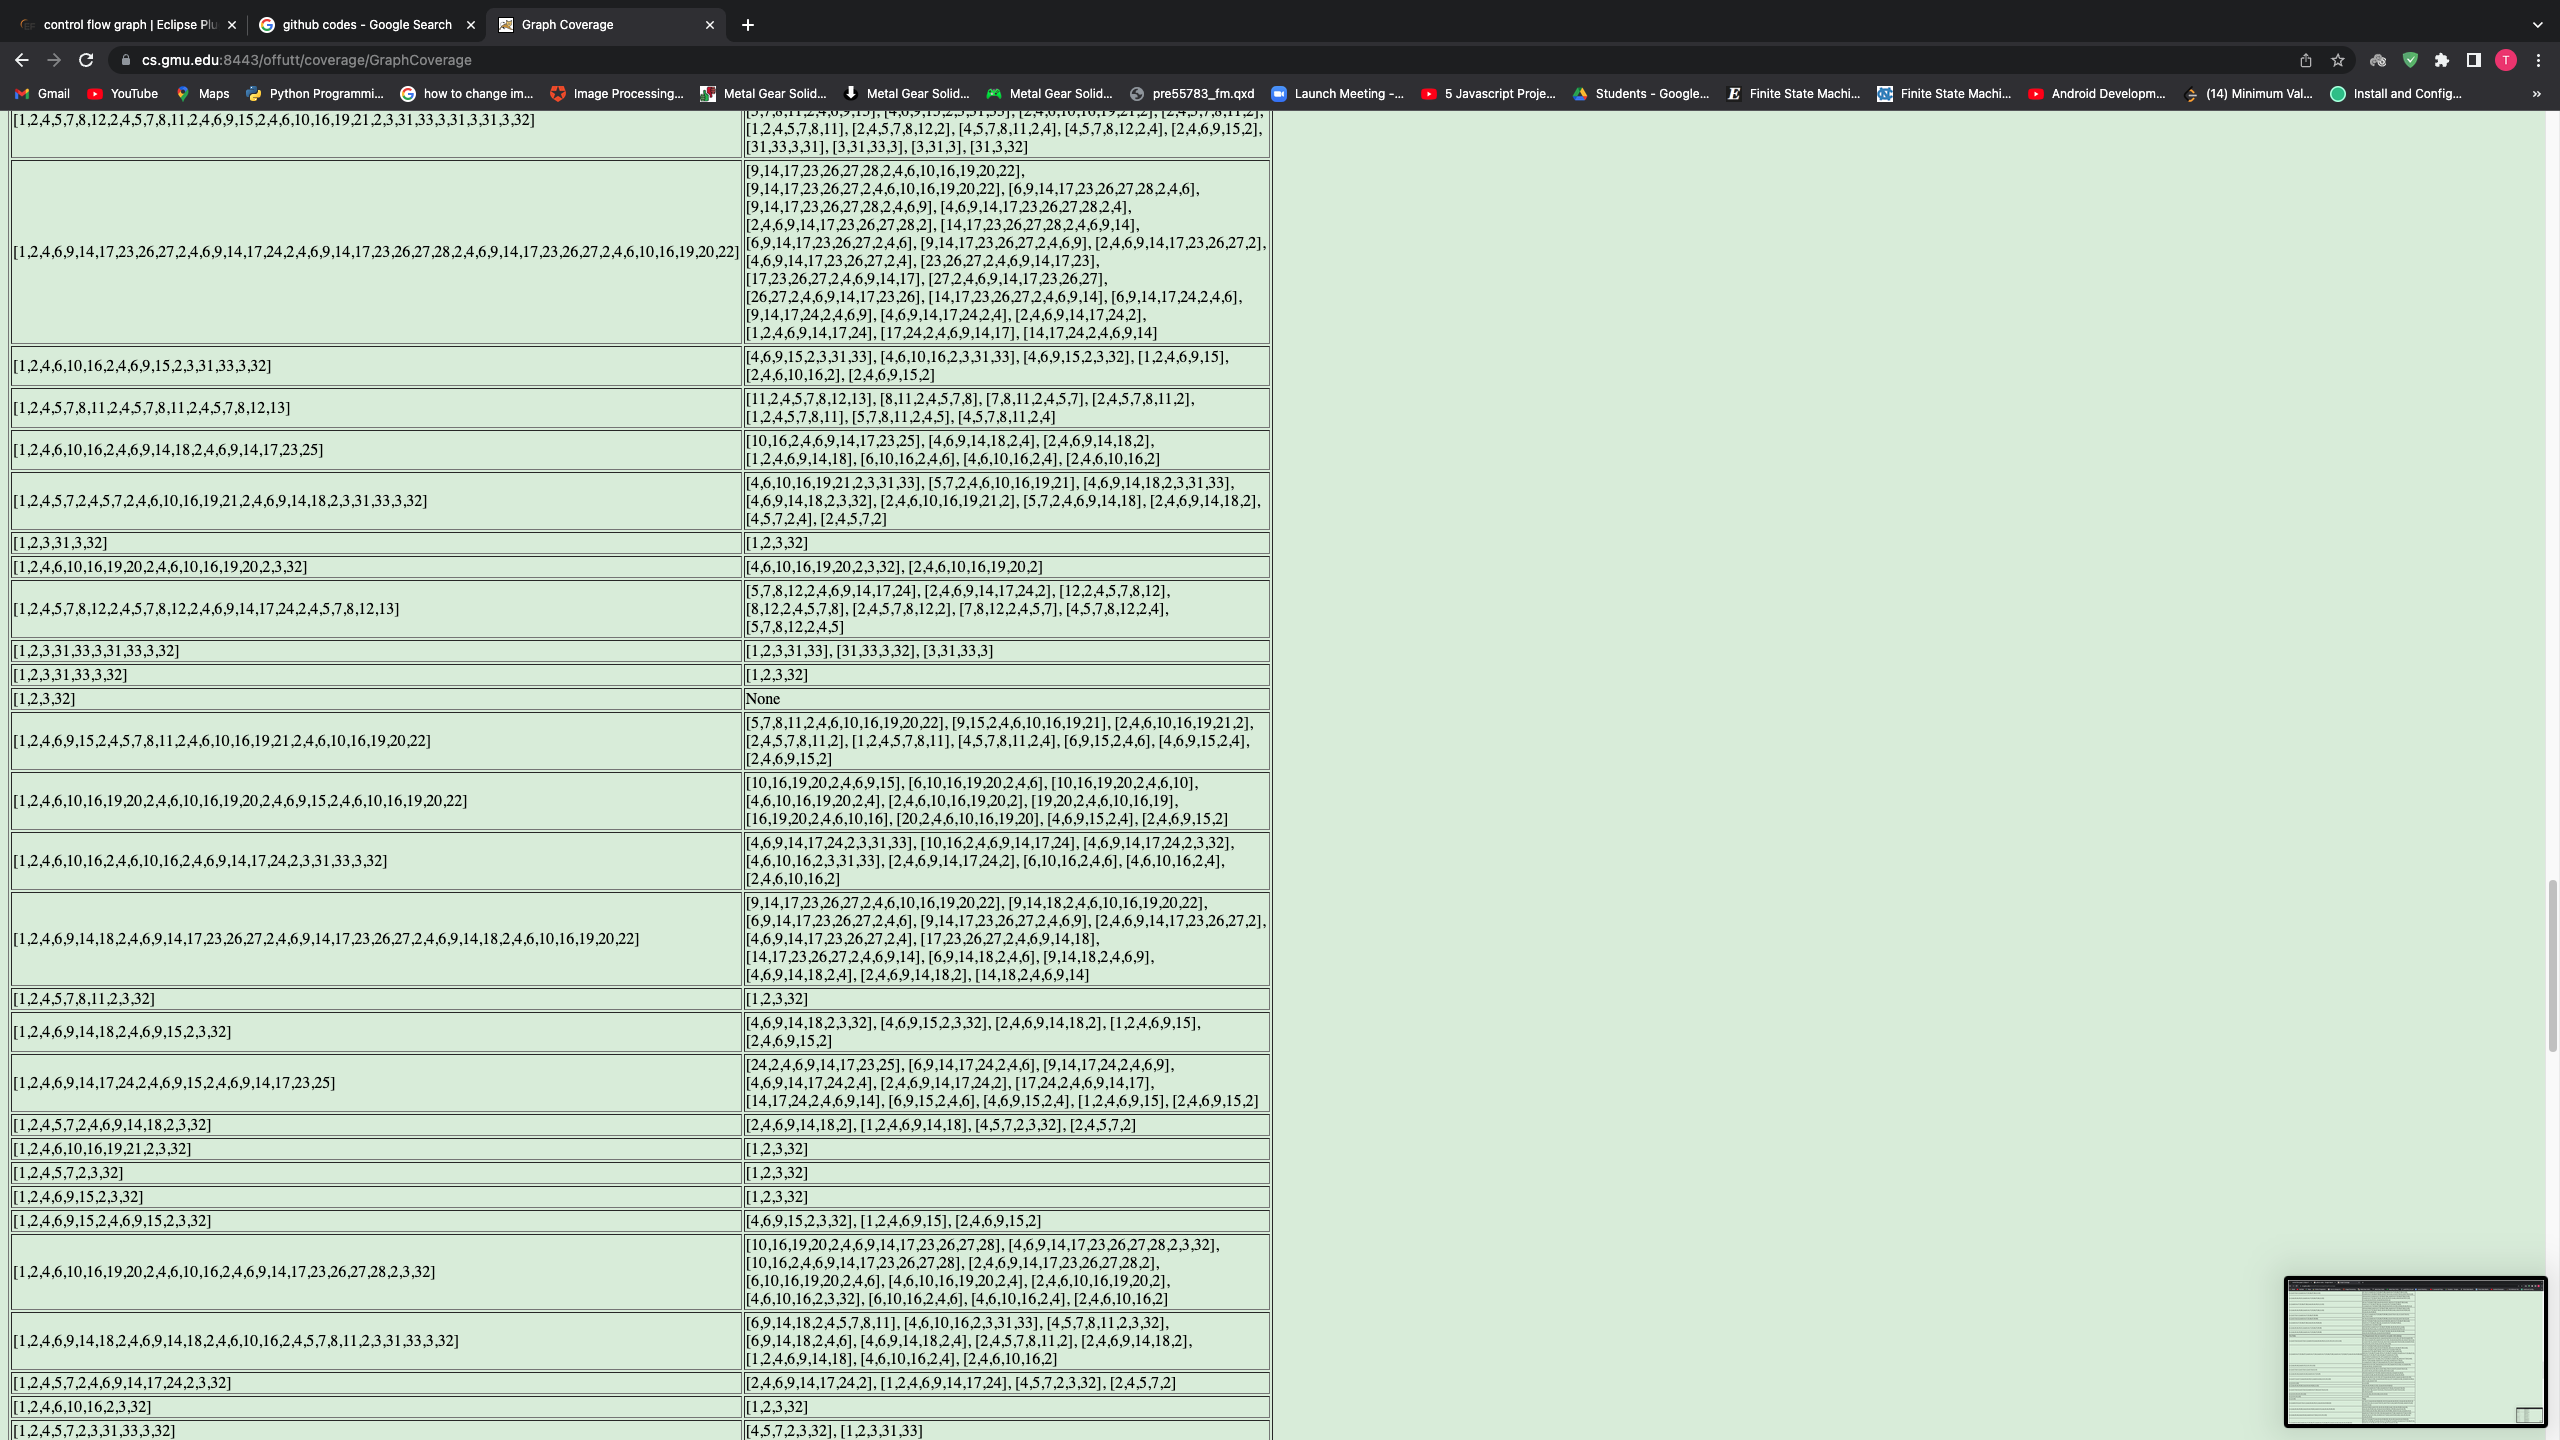 control flow graph | Eclipse Plu
github codes - Google Search
Graph Coverage
cs.gmu.edu:8443/offutt/coverage/GraphCoverage
T
Gmail
YouTube
Maps
Python Programmi...
how to change im...
Image Processing...
Metal Gear Solid...
Metal Gear Solid...
Metal Gear Solid...
pre55783_fm.qxd
Launch Meeting -...
5 Javascript Proje...
Students - Google...
Finite State Machi...
Finite State Machi...
Android Developm...
(14) Minimum Val...
Install and Config...
»
[1,2,4,5,7,8,12,2,4,5,7,8,11,2,4,6,9,15,2,4,6,10,16,19,21,2,3,31,33,3,31,3,31,3,32]
[5,7,8,11,2,4,6,9,15], [4,6,9,15,2,3,31,33], [2,4,6,10,16,19,21,2], [2,4,5,7,8,11,2],
[1,2,4,5,7,8,11], [2,4,5,7,8,12,2], [4,5,7,8,11,2,4], [4,5,7,8,12,2,4], [2,4,6,9,15,2],
[31,33,3,31], [3,31,33,3], [3,31,3], [31,3,32]
[1,2,4,6,9,14,17,23,26,27,2,4,6,9,14,17,24,2,4,6,9,14,17,23,26,27,28,2,4,6,9,14,17,23,26,27,2,4,6,10,16,19,20,22]
[9,14,17,23,26,27,28,2,4,6,10,16,19,20,22],
[9,14,17,23,26,27,2,4,6,10,16,19,20,22], [6,9,14,17,23,26,27,28,2,4,6],
[9,14,17,23,26,27,28,2,4,6,9], [4,6,9,14,17,23,26,27,28,2,4],
[2,4,6,9,14,17,23,26,27,28,2], [14,17,23,26,27,28,2,4,6,9,14],
[6,9,14,17,23,26,27,2,4,6], [9,14,17,23,26,27,2,4,6,9], [2,4,6,9,14,17,23,26,27,2],
[4,6,9,14,17,23,26,27,2,4], [23,26,27,2,4,6,9,14,17,23],
[17,23,26,27,2,4,6,9,14,17], [27,2,4,6,9,14,17,23,26,27],
[26,27,2,4,6,9,14,17,23,26], [14,17,23,26,27,2,4,6,9,14], [6,9,14,17,24,2,4,6],
[9,14,17,24,2,4,6,9], [4,6,9,14,17,24,2,4], [2,4,6,9,14,17,24,2],
[1,2,4,6,9,14,17,24], [17,24,2,4,6,9,14,17], [14,17,24,2,4,6,9,14]
[1,2,4,6,10,16,2,4,6,9,15,2,3,31,33,3,32]
[4,6,9,15,2,3,31,33], [4,6,10,16,2,3,31,33], [4,6,9,15,2,3,32], [1,2,4,6,9,15],
[2,4,6,10,16,2], [2,4,6,9,15,2]
[1,2,4,5,7,8,11,2,4,5,7,8,11,2,4,5,7,8,12,13]
[11,2,4,5,7,8,12,13], [8,11,2,4,5,7,8], [7,8,11,2,4,5,7], [2,4,5,7,8,11,2],
[1,2,4,5,7,8,11], [5,7,8,11,2,4,5], [4,5,7,8,11,2,4]
[1,2,4,6,10,16,2,4,6,9,14,18,2,4,6,9,14,17,23,25]
[10,16,2,4,6,9,14,17,23,25], [4,6,9,14,18,2,4], [2,4,6,9,14,18,2],
[1,2,4,6,9,14,18], [6,10,16,2,4,6], [4,6,10,16,2,4], [2,4,6,10,16,2]
[1,2,4,5,7,2,4,5,7,2,4,6,10,16,19,21,2,4,6,9,14,18,2,3,31,33,3,32]
[4,6,10,16,19,21,2,3,31,33], [5,7,2,4,6,10,16,19,21], [4,6,9,14,18,2,3,31,33],
[4,6,9,14,18,2,3,32], [2,4,6,10,16,19,21,2], [5,7,2,4,6,9,14,18], [2,4,6,9,14,18,2],
[4,5,7,2,4], [2,4,5,7,2]
[1,2,3,31,3,32]
[1,2,3,32]
[1,2,4,6,10,16,19,20,2,4,6,10,16,19,20,2,3,32]
[4,6,10,16,19,20,2,3,32], [2,4,6,10,16,19,20,2]
[1,2,4,5,7,8,12,2,4,5,7,8,12,2,4,6,9,14,17,24,2,4,5,7,8,12,13]
[5,7,8,12,2,4,6,9,14,17,24], [2,4,6,9,14,17,24,2], [12,2,4,5,7,8,12],
[8,12,2,4,5,7,8], [2,4,5,7,8,12,2], [7,8,12,2,4,5,7], [4,5,7,8,12,2,4],
[5,7,8,12,2,4,5]
[1,2,3,31,33,3,31,33,3,32]
[1,2,3,31,33], [31,33,3,32], [3,31,33,3]
[1,2,3,31,33,3,32]
[1,2,3,32]
[1,2,3,32]
None
[1,2,4,6,9,15,2,4,5,7,8,11,2,4,6,10,16,19,21,2,4,6,10,16,19,20,22]
[5,7,8,11,2,4,6,10,16,19,20,22], [9,15,2,4,6,10,16,19,21], [2,4,6,10,16,19,21,2],
[2,4,5,7,8,11,2], [1,2,4,5,7,8,11], [4,5,7,8,11,2,4], [6,9,15,2,4,6], [4,6,9,15,2,4],
[2,4,6,9,15,2]
[1,2,4,6,10,16,19,20,2,4,6,10,16,19,20,2,4,6,9,15,2,4,6,10,16,19,20,22]
[10,16,19,20,2,4,6,9,15], [6,10,16,19,20,2,4,6], [10,16,19,20,2,4,6,10],
[4,6,10,16,19,20,2,4], [2,4,6,10,16,19,20,2], [19,20,2,4,6,10,16,19],
[16,19,20,2,4,6,10,16], [20,2,4,6,10,16,19,20], [4,6,9,15,2,4], [2,4,6,9,15,2]
[1,2,4,6,10,16,2,4,6,10,16,2,4,6,9,14,17,24,2,3,31,33,3,32]
[4,6,9,14,17,24,2,3,31,33], [10,16,2,4,6,9,14,17,24], [4,6,9,14,17,24,2,3,32],
[4,6,10,16,2,3,31,33], [2,4,6,9,14,17,24,2], [6,10,16,2,4,6], [4,6,10,16,2,4],
[2,4,6,10,16,2]
[1,2,4,6,9,14,18,2,4,6,9,14,17,23,26,27,2,4,6,9,14,17,23,26,27,2,4,6,9,14,18,2,4,6,10,16,19,20,22]
[9,14,17,23,26,27,2,4,6,10,16,19,20,22], [9,14,18,2,4,6,10,16,19,20,22],
[6,9,14,17,23,26,27,2,4,6], [9,14,17,23,26,27,2,4,6,9], [2,4,6,9,14,17,23,26,27,2],
[4,6,9,14,17,23,26,27,2,4], [17,23,26,27,2,4,6,9,14,18],
[14,17,23,26,27,2,4,6,9,14], [6,9,14,18,2,4,6], [9,14,18,2,4,6,9],
[4,6,9,14,18,2,4], [2,4,6,9,14,18,2], [14,18,2,4,6,9,14]
[1,2,4,5,7,8,11,2,3,32]
[1,2,3,32]
[1,2,4,6,9,14,18,2,4,6,9,15,2,3,32]
[4,6,9,14,18,2,3,32], [4,6,9,15,2,3,32], [2,4,6,9,14,18,2], [1,2,4,6,9,15],
[2,4,6,9,15,2]
[1,2,4,6,9,14,17,24,2,4,6,9,15,2,4,6,9,14,17,23,25]
[24,2,4,6,9,14,17,23,25], [6,9,14,17,24,2,4,6], [9,14,17,24,2,4,6,9],
[4,6,9,14,17,24,2,4], [2,4,6,9,14,17,24,2], [17,24,2,4,6,9,14,17],
[14,17,24,2,4,6,9,14], [6,9,15,2,4,6], [4,6,9,15,2,4], [1,2,4,6,9,15], [2,4,6,9,15,2]
[1,2,4,5,7,2,4,6,9,14,18,2,3,32]
[2,4,6,9,14,18,2], [1,2,4,6,9,14,18], [4,5,7,2,3,32], [2,4,5,7,2]
[1,2,4,6,10,16,19,21,2,3,32]
[1,2,3,32]
[1,2,4,5,7,2,3,32]
[1,2,3,32]
[1,2,4,6,9,15,2,3,32]
[1,2,3,32]
[1,2,4,6,9,15,2,4,6,9,15,2,3,32]
[4,6,9,15,2,3,32], [1,2,4,6,9,15], [2,4,6,9,15,2]
[1,2,4,6,10,16,19,20,2,4,6,10,16,2,4,6,9,14,17,23,26,27,28,2,3,32]
[10,16,19,20,2,4,6,9,14,17,23,26,27,28], [4,6,9,14,17,23,26,27,28,2,3,32],
[10,16,2,4,6,9,14,17,23,26,27,28], [2,4,6,9,14,17,23,26,27,28,2],
[6,10,16,19,20,2,4,6], [4,6,10,16,19,20,2,4], [2,4,6,10,16,19,20,2],
[4,6,10,16,2,3,32], [6,10,16,2,4,6], [4,6,10,16,2,4], [2,4,6,10,16,2]
[1,2,4,6,9,14,18,2,4,6,9,14,18,2,4,6,10,16,2,4,5,7,8,11,2,3,31,33,3,32]
[6,9,14,18,2,4,5,7,8,11], [4,6,10,16,2,3,31,33], [4,5,7,8,11,2,3,32],
[6,9,14,18,2,4,6], [4,6,9,14,18,2,4], [2,4,5,7,8,11,2], [2,4,6,9,14,18,2],
[1,2,4,6,9,14,18], [4,6,10,16,2,4], [2,4,6,10,16,2]
[1,2,4,5,7,2,4,6,9,14,17,24,2,3,32]
[2,4,6,9,14,17,24,2], [1,2,4,6,9,14,17,24], [4,5,7,2,3,32], [2,4,5,7,2]
[1,2,4,6,10,16,2,3,32]
[1,2,3,32]
[1,2,4,5,7,2,3,31,33,3,32]
[4,5,7,2,3,32], [1,2,3,31,33]